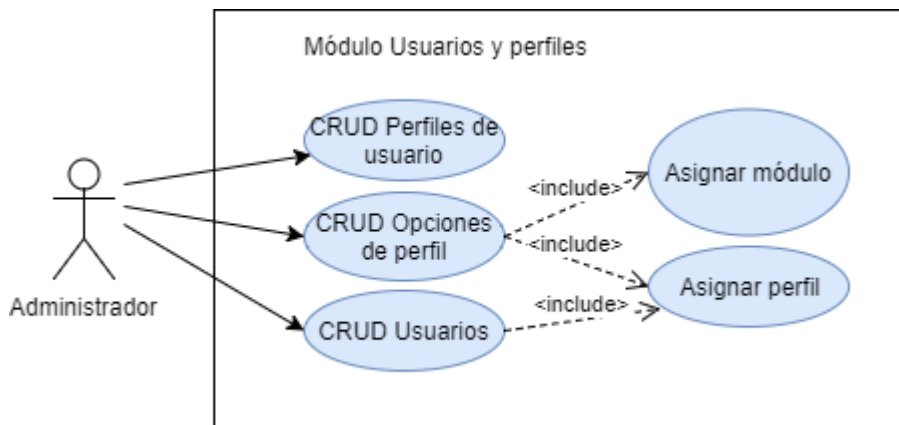 Módulo Usuarios y perfiles
CRUD Perfiles de
usuario
Asignar módulo
<include>
CRUD Opciones
de perfil
<include>
Asignar perfil
<include>
CRUD Usuarios
Administrador